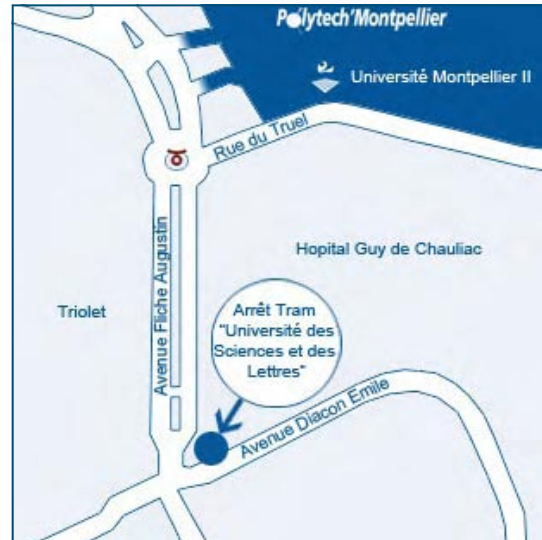 Polytech'Montpellier
Université Montpellier II
Rue du Truel
Avenue Fliche Augustin
Hopital Guy de Chauliac
Triolet
Arrêt Tram
"Université des
Sciences et des
Lettres"
Avenue Diacon Emile